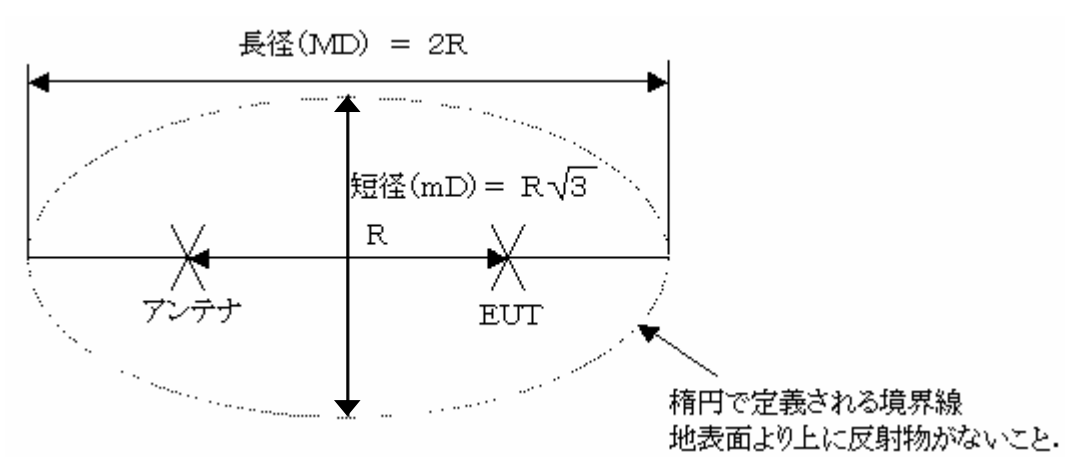 長径(MD) = 2R
短径(mD)= R√3
R
アンテナ
EUT
楕円で定義される境界線
地表面より上に反射物がないこと.